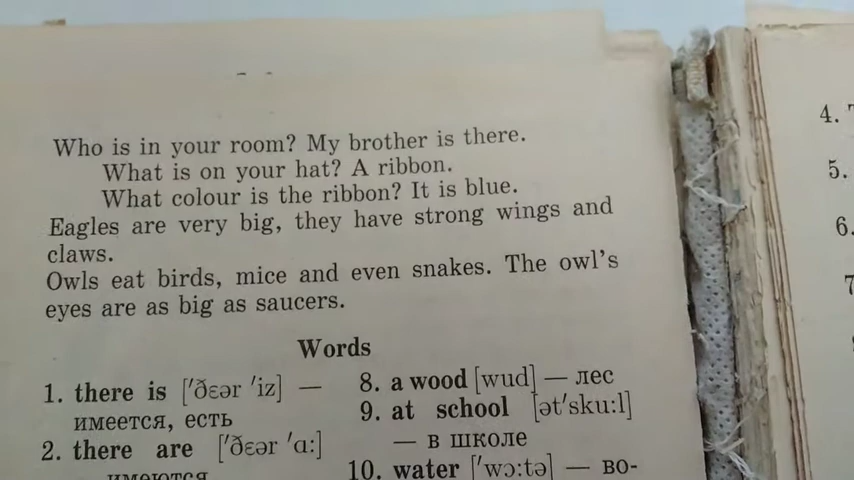 Who is in your room? My brother is there.
What is on your hat? A ribbon.
What colour is the ribbon? It is blue.
Eagles are very big, they have strong wings and
claws.
Owls eat birds, mice and even snakes. The owl's
eyes are as big as saucers.
Words
1. there is [ˈðɛər ˈiz] —
имеется, есть
2. there are [ˈðɛər ˈɑ:]
имеются
8. a wood [wud] — лес
9. at school [ətˈsku:l]
— в школе
10. water [ˈwɔ:tə] — во-
4.
5.
6.
7